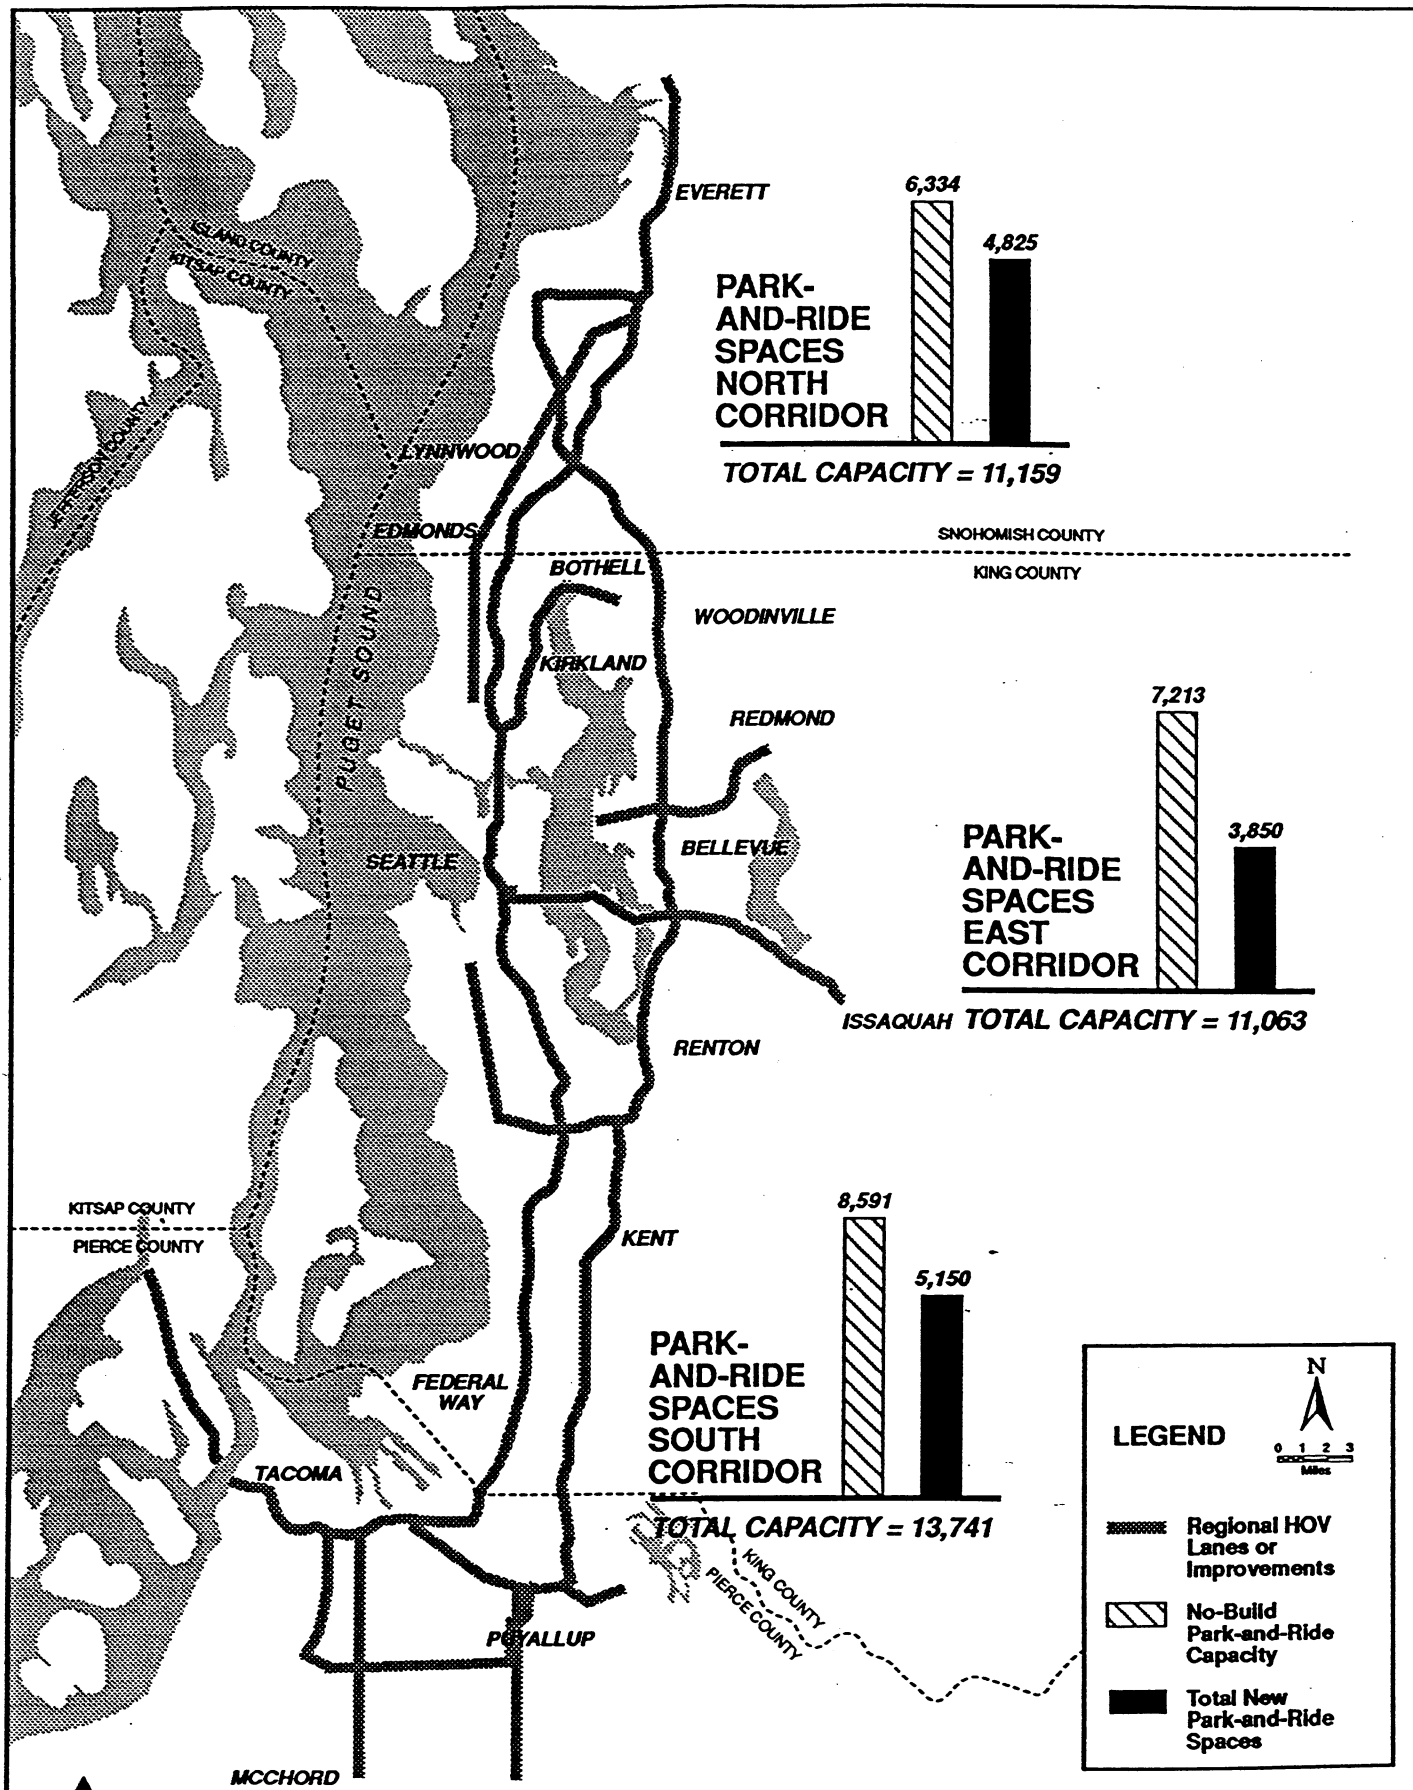 EVERETT
6,334
4,825
PARK-
AND-RIDE
SPACES
NORTH
CORRIDOR
TOTAL CAPACITY = 11,159
ISLAND COUNTY
KITSAP COUNTY
JEFFERSON COUNTY
LYNNWOOD
EDMONDS
SNOHOMISH COUNTY
KING COUNTY
BOTHELL
WOODINVILLE
PUGET SOUND
KIRKLAND
REDMOND
7,213
3,850
PARK-
AND-RIDE
SPACES
EAST
CORRIDOR
TOTAL CAPACITY = 11,063
SEATTLE
BELLEVUE
ISSAQUAH
RENTON
KITSAP COUNTY
PIERCE COUNTY
KENT
8,591
5,150
PARK-
AND-RIDE
SPACES
SOUTH
CORRIDOR
TOTAL CAPACITY = 13,741
FEDERAL
WAY
TACOMA
KING COUNTY
PIERCE COUNTY
PUYALLUP
MCCHORD
N
LEGEND
0 1 2 3
Miles
Regional HOV
Lanes or
Improvements
No-Build
Park-and-Ride
Capacity
Total New
Park-and-Ride
Spaces